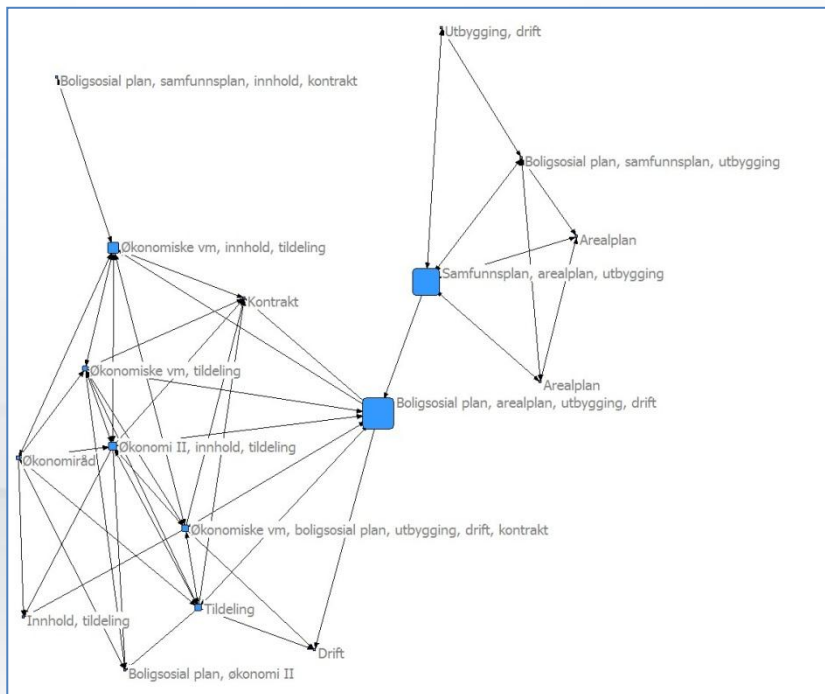 Utbygging, drift
Boligsosial plan, samfunnsplan, innhold, kontrakt
Boligsosial plan, samfunnsplan, utbygging
Arealplan
Økonomiske vm, innhold, tildeling
Samfunnsplan, arealplan, utbygging
Kontrakt
Økonomiske vm, tildeling
Arealplan
Boligsosial plan, arealplan, utbygging, drift
Økonomi II, innhold, tildeling
Økonomiråd
Økonomiske vm, boligsosial plan, utbygging, drift, kontrakt
Tildeling
Innhold, tildeling
Drift
Boligsosial plan, økonomi II